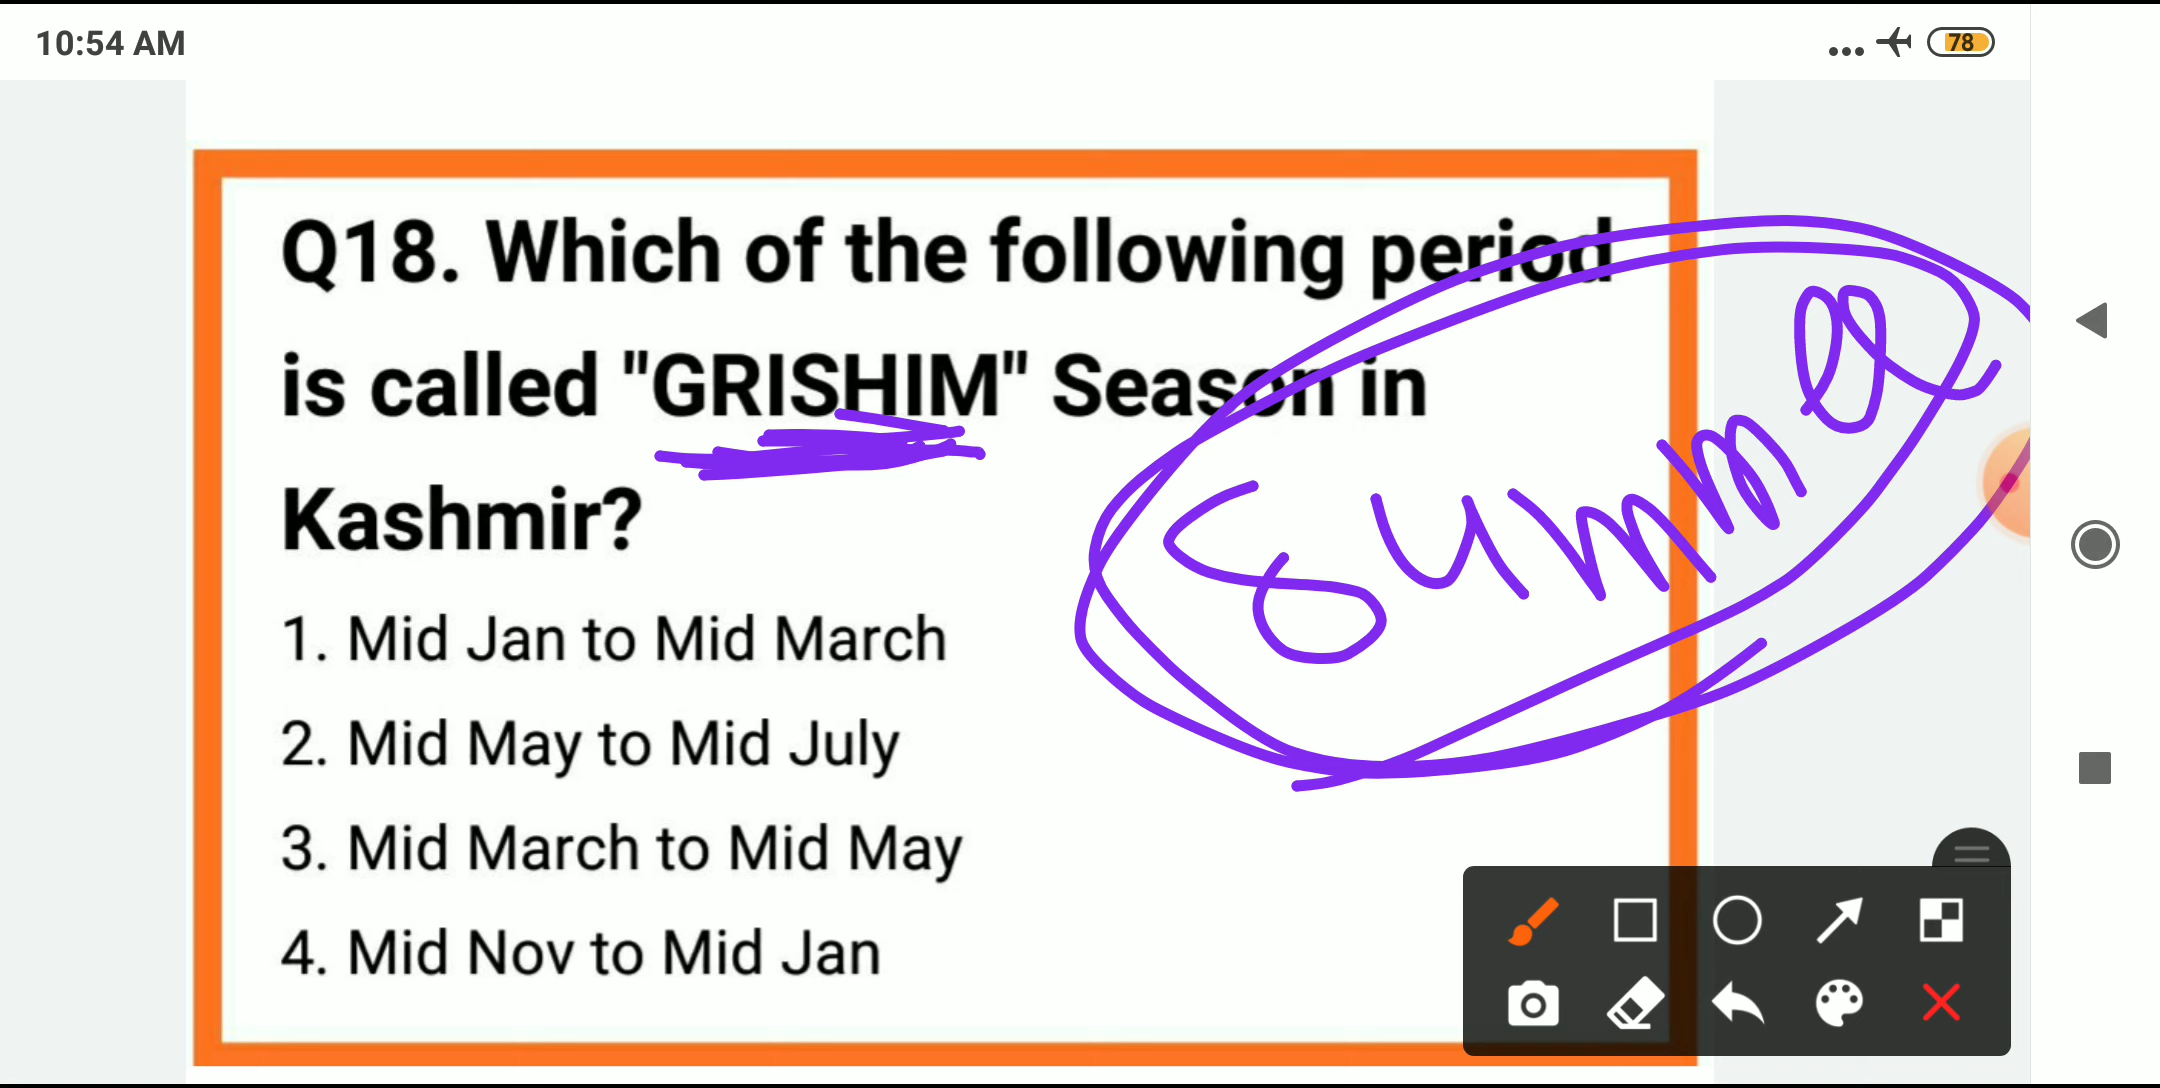 10:54 AM
... 78
Q18. Which of the following period
is called "GRISHIM" Season in
Kashmir?
summer
1. Mid Jan to Mid March
2. Mid May to Mid July
3. Mid March to Mid May
4. Mid Nov to Mid Jan